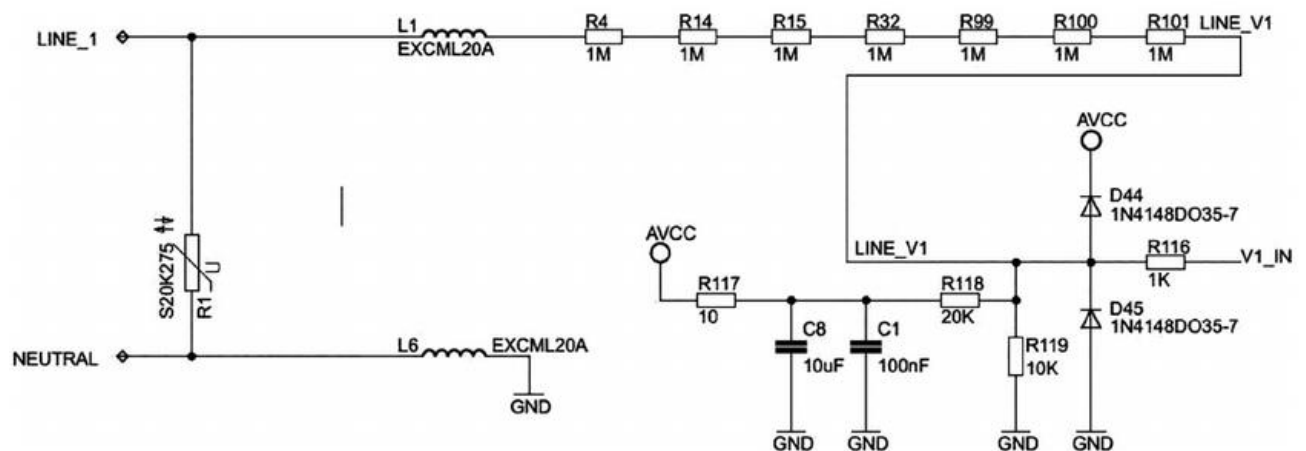 LINE_1
L1
EXCML20A
R4
1M
R14
1M
R15
1M
R32
1M
R99
1M
R100
1M
R101
1M
LINE_V1
AVCC
D44
1N4148DO35-7
S20K275
R1
U
AVCC
LINE_V1
R116
1K
V1_IN
R117
10
R118
20K
C8
10uF
C1
100nF
D45
1N4148DO35-7
R119
10K
NEUTRAL
L6
EXCML20A
GND
GND
GND
GND
GND